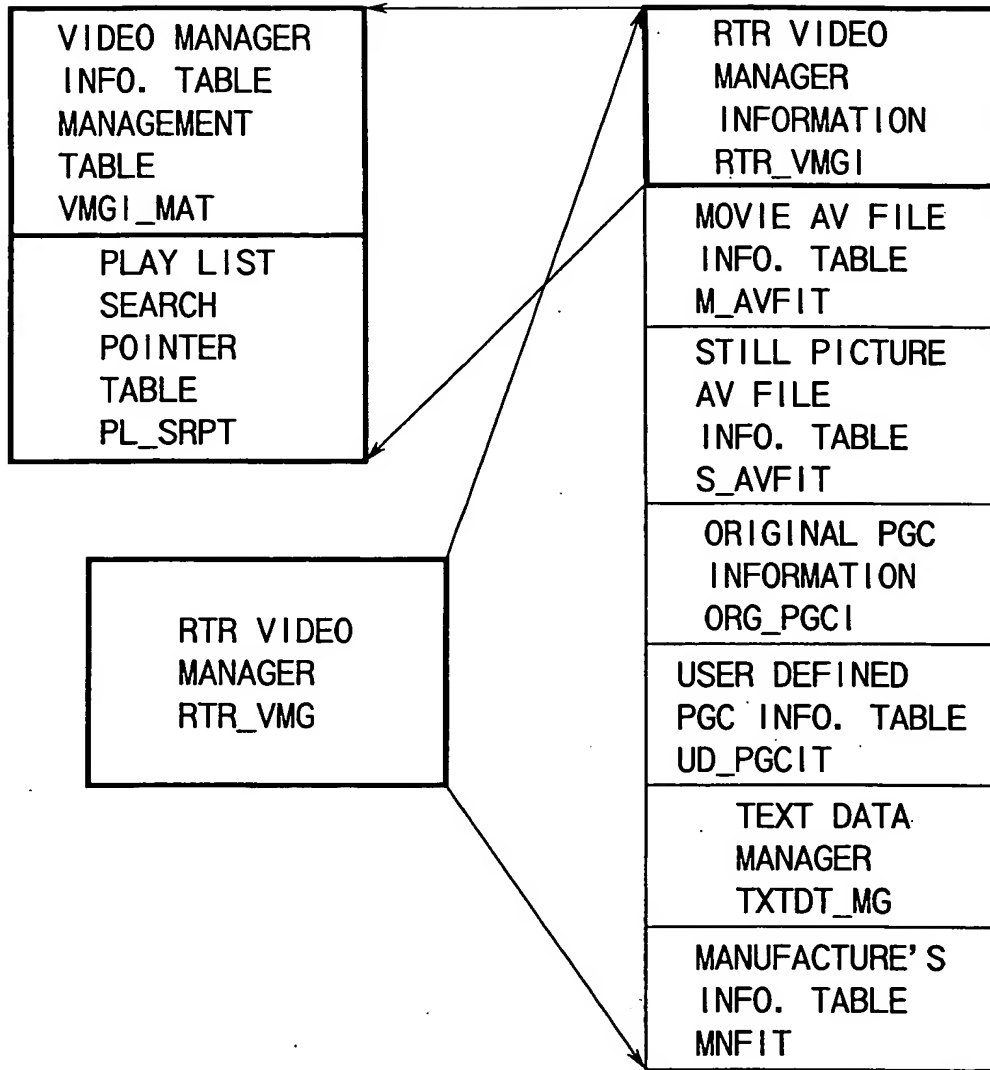 VIDEO MANAGER
INFO. TABLE
MANAGEMENT
TABLE
VMGI_MAT
PLAY LIST
SEARCH
POINTER
TABLE
PL_SRPT
RTR VIDEO
MANAGER
RTR_VMG
RTR VIDEO
MANAGER
INFORMATION
RTR_VMGI
MOVIE AV FILE
INFO. TABLE
M_AVFIT
STILL PICTURE
AV FILE
INFO. TABLE
S_AVFIT
ORIGINAL PGC
INFORMATION
ORG_PGCI
USER DEFINED
PGC INFO. TABLE
UD_PGCIT
TEXT DATA
MANAGER
TXTDT_MG
MANUFACTURE'S
INFO. TABLE
MNFIT